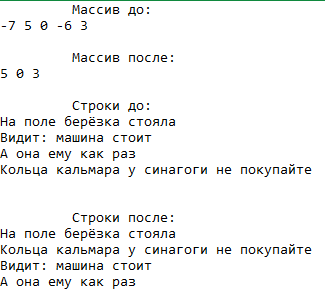 Массив до:
-7 5 0 -6 3
Массив после:
5 0 3
Строки до:
На поле берёзка стояла
Видит: машина стоит
А она ему как раз
Кольца кальмара у синагоги не покупайте
Строки после:
На поле берёзка стояла
Кольца кальмара у синагоги не покупайте
Видит: машина стоит
А она ему как раз